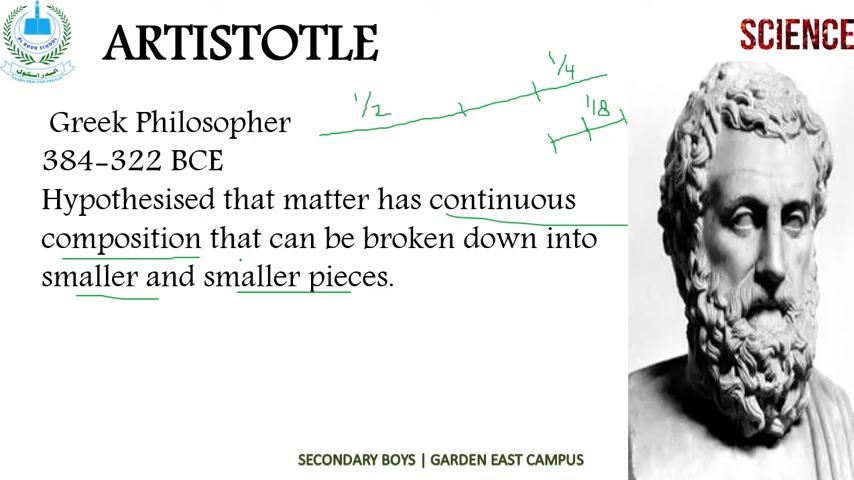 ARTISTOTLE
SCIENCE
1/2
1/4
1/8
Greek Philosopher
384-322 BCE
Hypothesised that matter has continuous
composition that can be broken down into
smaller and smaller pieces.
SECONDARY BOYS | GARDEN EAST CAMPUS